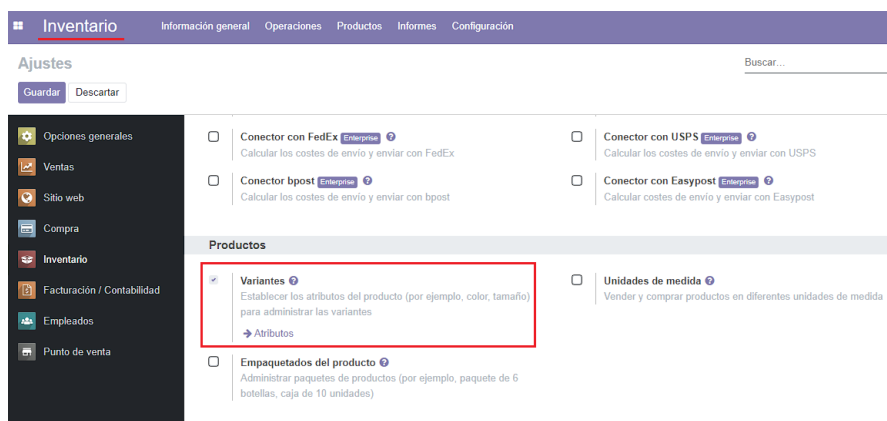 Inventario
Información general Operaciones Productos Informes Configuración
Ajustes
Buscar...
Guardar Descartar
Opciones generales
Ventas
Sitio web
Compra
Inventario
Facturación / Contabilidad
Empleados
Punto de venta
Conector con FedEx Enterprise ?
Calcular los costes de envío y enviar con FedEx
Conector con USPS Enterprise ?
Calcular los costes de envío y enviar con USPS
Conector bpost Enterprise ?
Calcular los costes de envío y enviar con bpost
Conector con Easypost Enterprise ?
Calcular costes de envío y enviar con Easypost
Productos
Variantes ?
Establecer los atributos del producto (por ejemplo, color, tamaño)
para administrar las variantes
Atributos
Unidades de medida ?
Vender y comprar productos en diferentes unidades de medida
Empaquetados del producto ?
Administrar paquetes de productos (por ejemplo, paquete de 6
botellas, caja de 10 unidades)